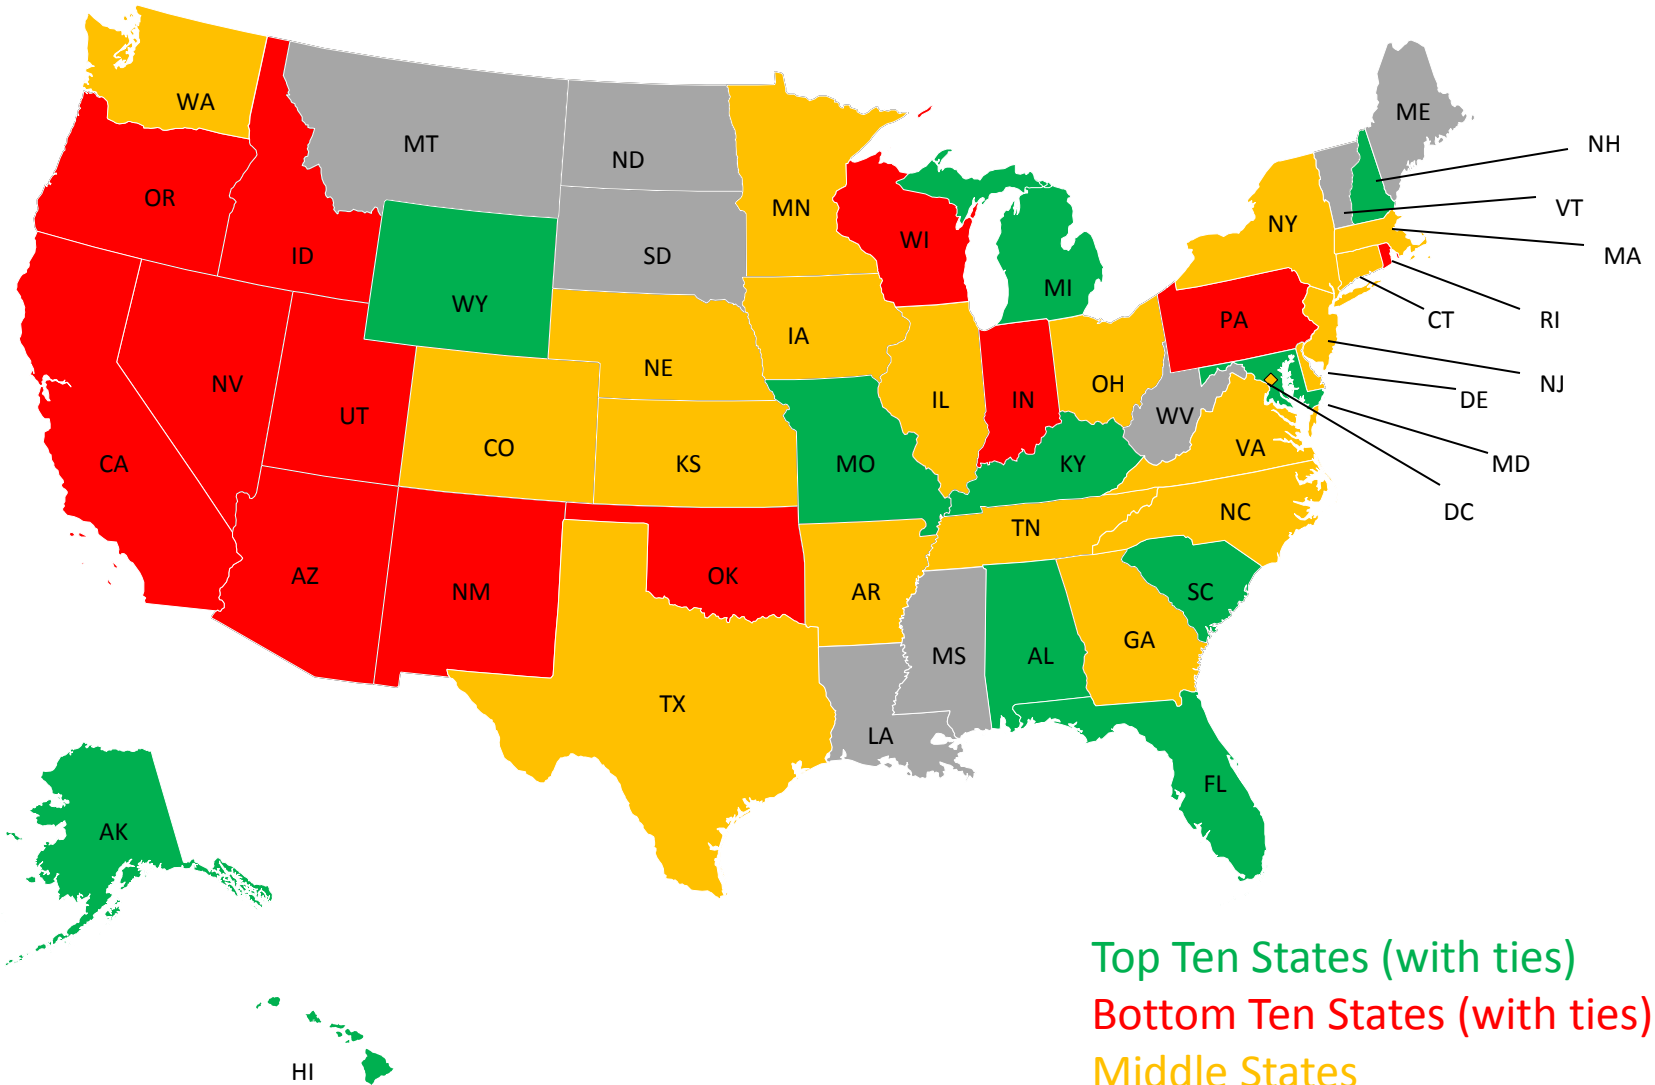 WA
MT
ND
ME
NH
OR
MN
VT
NY
WI
ID
SD
MA
MI
WY
PA
CT
RI
IA
NE
NV
OH
NJ
IL
IN
DE
UT
WV
CO
VA
CA
KS
MO
KY
MD
NC
DC
TN
AZ
OK
NM
AR
SC
GA
MS
AL
TX
LA
FL
AK
HI
Top Ten States (with ties)
Bottom Ten States (with ties)
Middle States